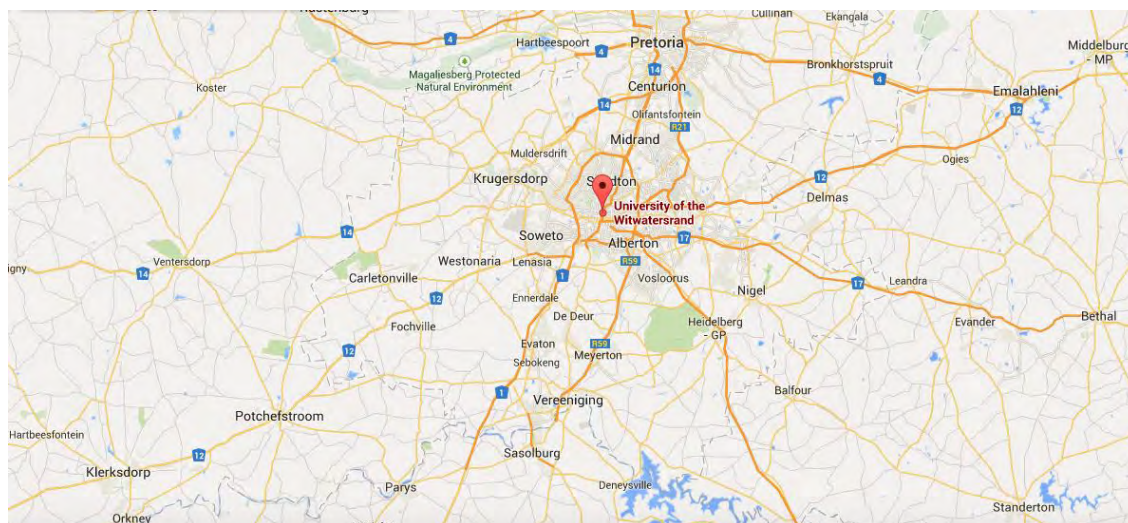 Cullinan
Ekangala
4
Hartbeespoort
4
Pretoria
Middelburg
- MP
Magaliesberg Protected
Natural Environment
14
Bronkhorstspruit
4
Koster
Centurion
Emalahleni
14
Olifantsfontein
12
R21
Midrand
Muldersdrift
Ogies
Krugersdorp
12
Delmas
University of the
Witwatersrand
14
Soweto
Alberton
17
Ventersdorp
Westonaria
Lenasia
R59
14
Carletonville
1
Vosloorus
Leandra
17
12
Ennerdale
Nigel
De Deur
Fochville
Heidelberg
- GP
Evander
Bethal
Evaton
R59
12
Sebokeng
Meyerton
1
Balfour
Vereeniging
Potchefstroom
Hartbeesfontein
12
Sasolburg
Klerksdorp
Parys
Deneysville
Standerton
Orkney